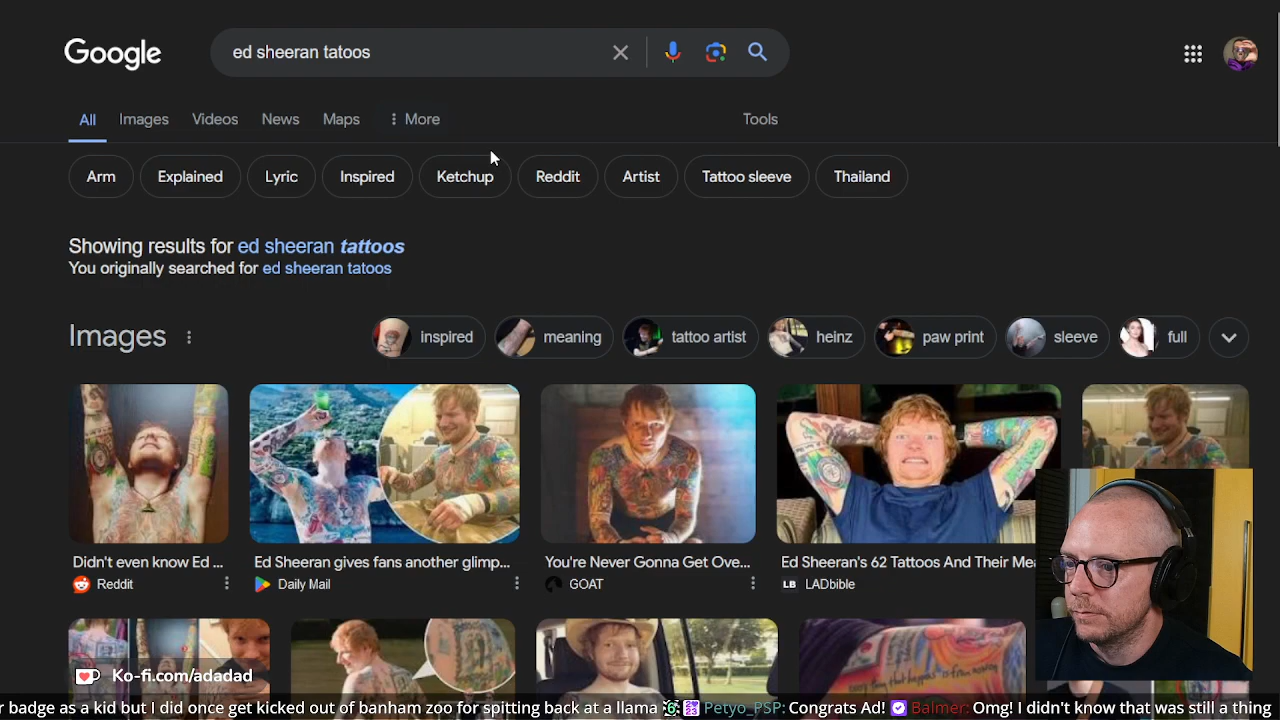 Google
ed sheeran tatoos
All Images Videos News Maps More Tools
Arm Explained Lyric Inspired Ketchup Reddit Artist Tattoo sleeve Thailand
Showing results for ed sheeran tattoos
You originally searched for ed sheeran tatoos
Images inspired meaning tattoo artist heinz paw print sleeve full
Didn't even know Ed ... Ed Sheeran gives fans another glimp... You're Never Gonna Get Ove... Ed Sheeran's 62 Tattoos And Their Mea
Reddit Daily Mail GOAT LB LADbible
Ko-fi.com/adadad
r badge as a kid but I did once get kicked out of banham zoo for spitting back at a llama Petyo_PSP: Congrats Ad! Balmer: Omg! I didn't know that was still a thing